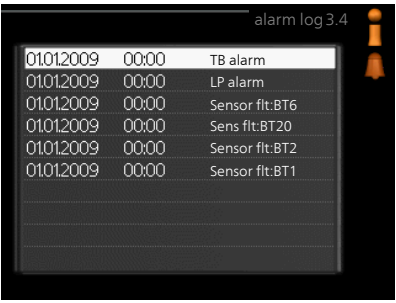 alarm log 3.4
01.01.2009 00:00 TB alarm
01.01.2009 00:00 LP alarm
01.01.2009 00:00 Sensor flt:BT6
01.01.2009 00:00 Sens flt:BT20
01.01.2009 00:00 Sensor flt:BT2
01.01.2009 00:00 Sensor flt:BT1